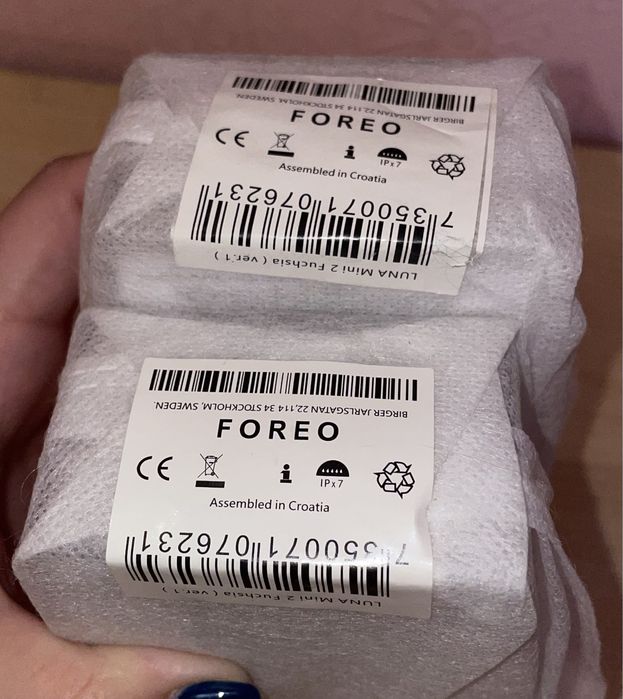 BIRGER JARLSGATAN 22,114 34 STOCKHOLM, SWEDEN.
FOREO
CE
IPx7
Assembled in Croatia
7 350071 076231
LUNA Mini 2 Fuchsia ( ver.1 )
BIRGER JARLSGATAN 22,114 34 STOCKHOLM, SWEDEN.
FOREO
CE
IPx7
Assembled in Croatia
7 350071 076231
LUNA Mini 2 Fuchsia ( ver.1 )